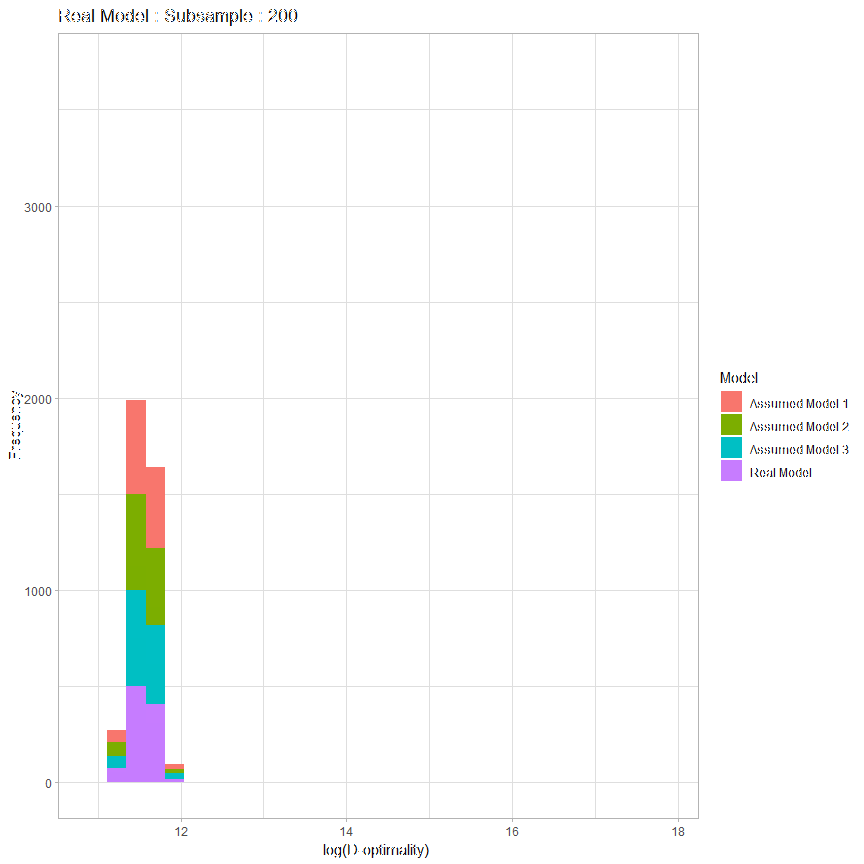 Real Model : Subsample : 200
3000
2000
1000
0
Frequency
12
14
16
18
log(D-optimality)
Model
Assumed Model 1
Assumed Model 2
Assumed Model 3
Real Model